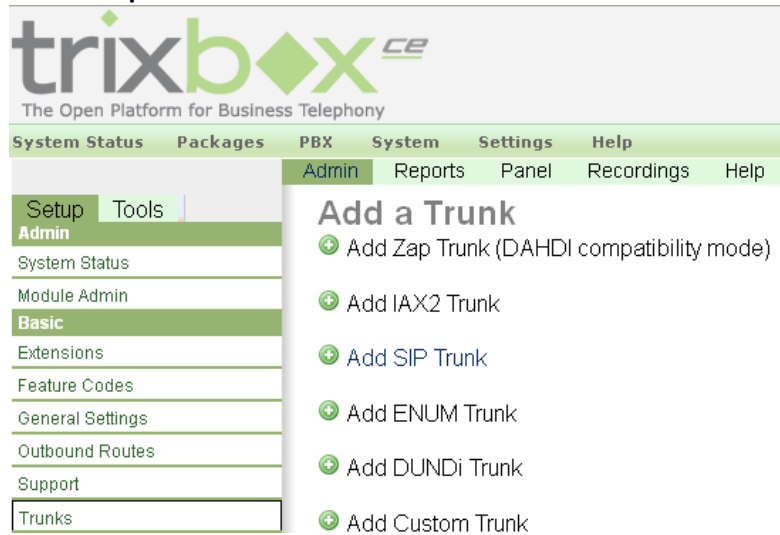 trixbox CE
The Open Platform for Business Telephony
System Status Packages PBX System Settings Help
Admin Reports Panel Recordings Help
Setup Tools
Admin
System Status
Module Admin
Basic
Extensions
Feature Codes
General Settings
Outbound Routes
Support
Trunks
Add a Trunk
Add Zap Trunk (DAHDI compatibility mode)
Add IAX2 Trunk
Add SIP Trunk
Add ENUM Trunk
Add DUNDi Trunk
Add Custom Trunk